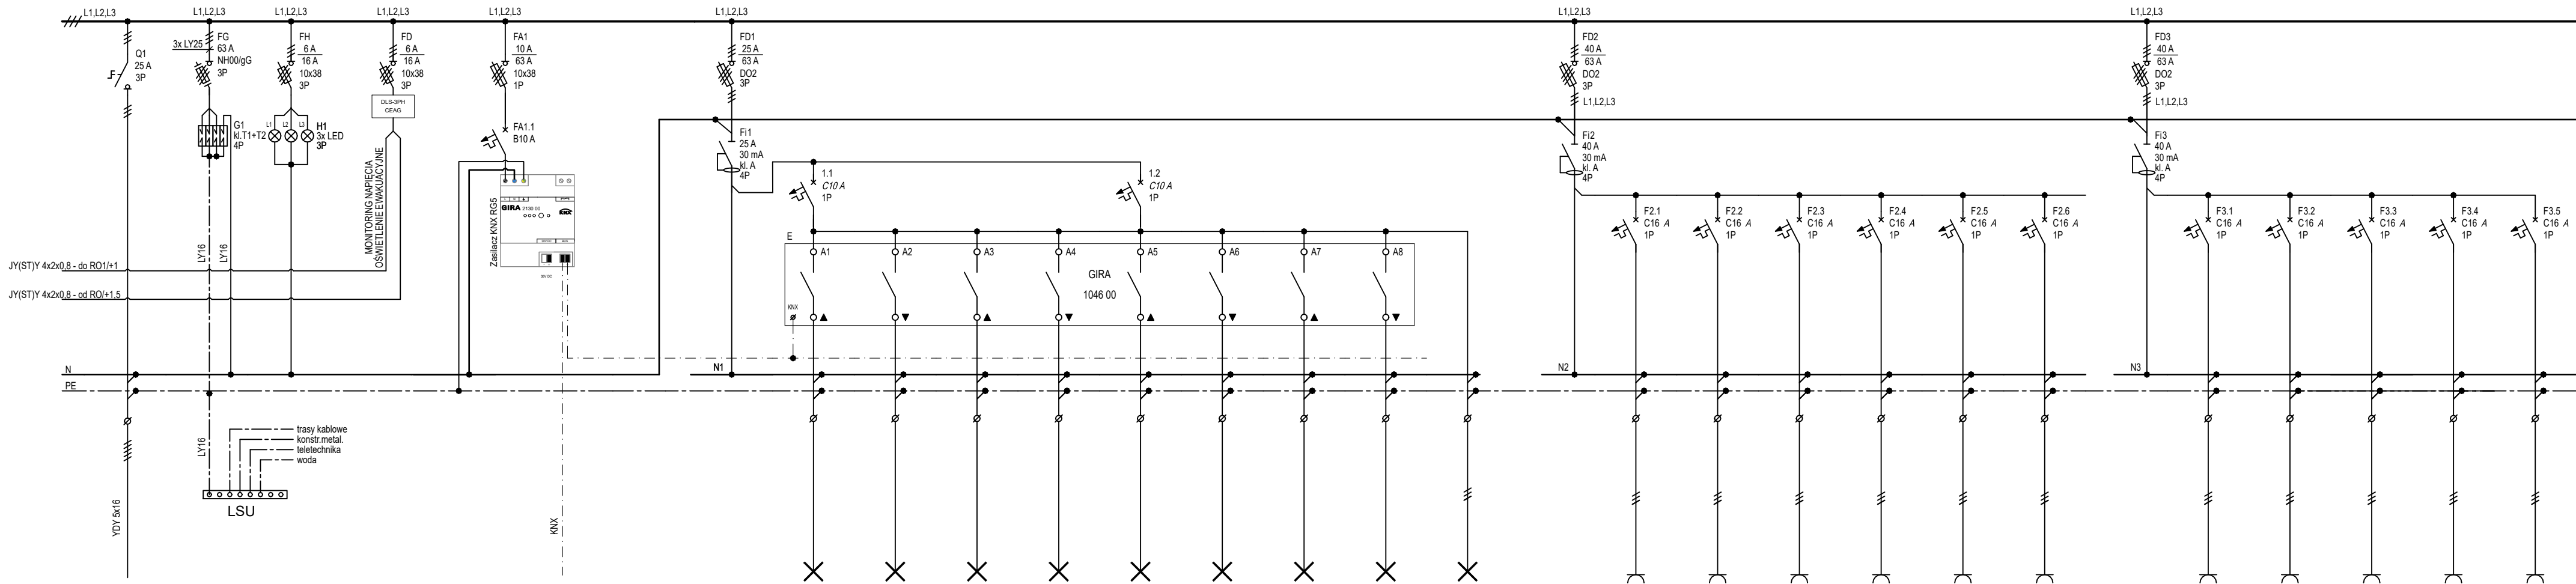 L1,L2,L3
L1,L2,L3
L1,L2,L3
L1,L2,L3
L1,L2,L3
L1,L2,L3
L1,L2,L3
L1,L2,L3
Q1
25 A
3P
3x LY25
FG
63 A
NH00/gG
3P
FH
6 A
16 A
10x38
3P
FD
6 A
16 A
10x38
3P
DLS-3PH
CEAG
FA1
10 A
63 A
10x38
1P
FA1.1
B10 A
FD1
25 A
63 A
DO2
3P
FD2
40 A
63 A
DO2
3P
L1,L2,L3
FD3
40 A
63 A
DO2
3P
L1,L2,L3
G1
kl.T1+T2
4P
L1
L2
L3
H1
3x LED
3P
MONITORING NAPIĘCIA
OŚWIETLENIE EWAKUACYJNE
Zasilacz KNX RG5
GIRA 2130 00
KNX
Fi1
25 A
30 mA
kl. A
4P
Fi2
40 A
30 mA
kl. A
4P
Fi3
40 A
30 mA
kl. A
4P
1.1
C10 A
1P
1.2
C10 A
1P
F2.1
C16 A
1P
F2.2
C16 A
1P
F2.3
C16 A
1P
F2.4
C16 A
1P
F2.5
C16 A
1P
F2.6
C16 A
1P
F3.1
C16 A
1P
F3.2
C16 A
1P
F3.3
C16 A
1P
F3.4
C16 A
1P
F3.5
C16 A
1P
E
A1
A2
A3
A4
A5
A6
A7
A8
GIRA
1046 00
KNX
LY16
LY16
JY(ST)Y 4x2x0,8 - do RO1/+1
JY(ST)Y 4x2x0,8 - od RO/+1,5
N
PE
N1
N2
N3
LY16
trasy kablowe
konstr.metal.
teletechnika
woda
LSU
YDY 5x16
KNX